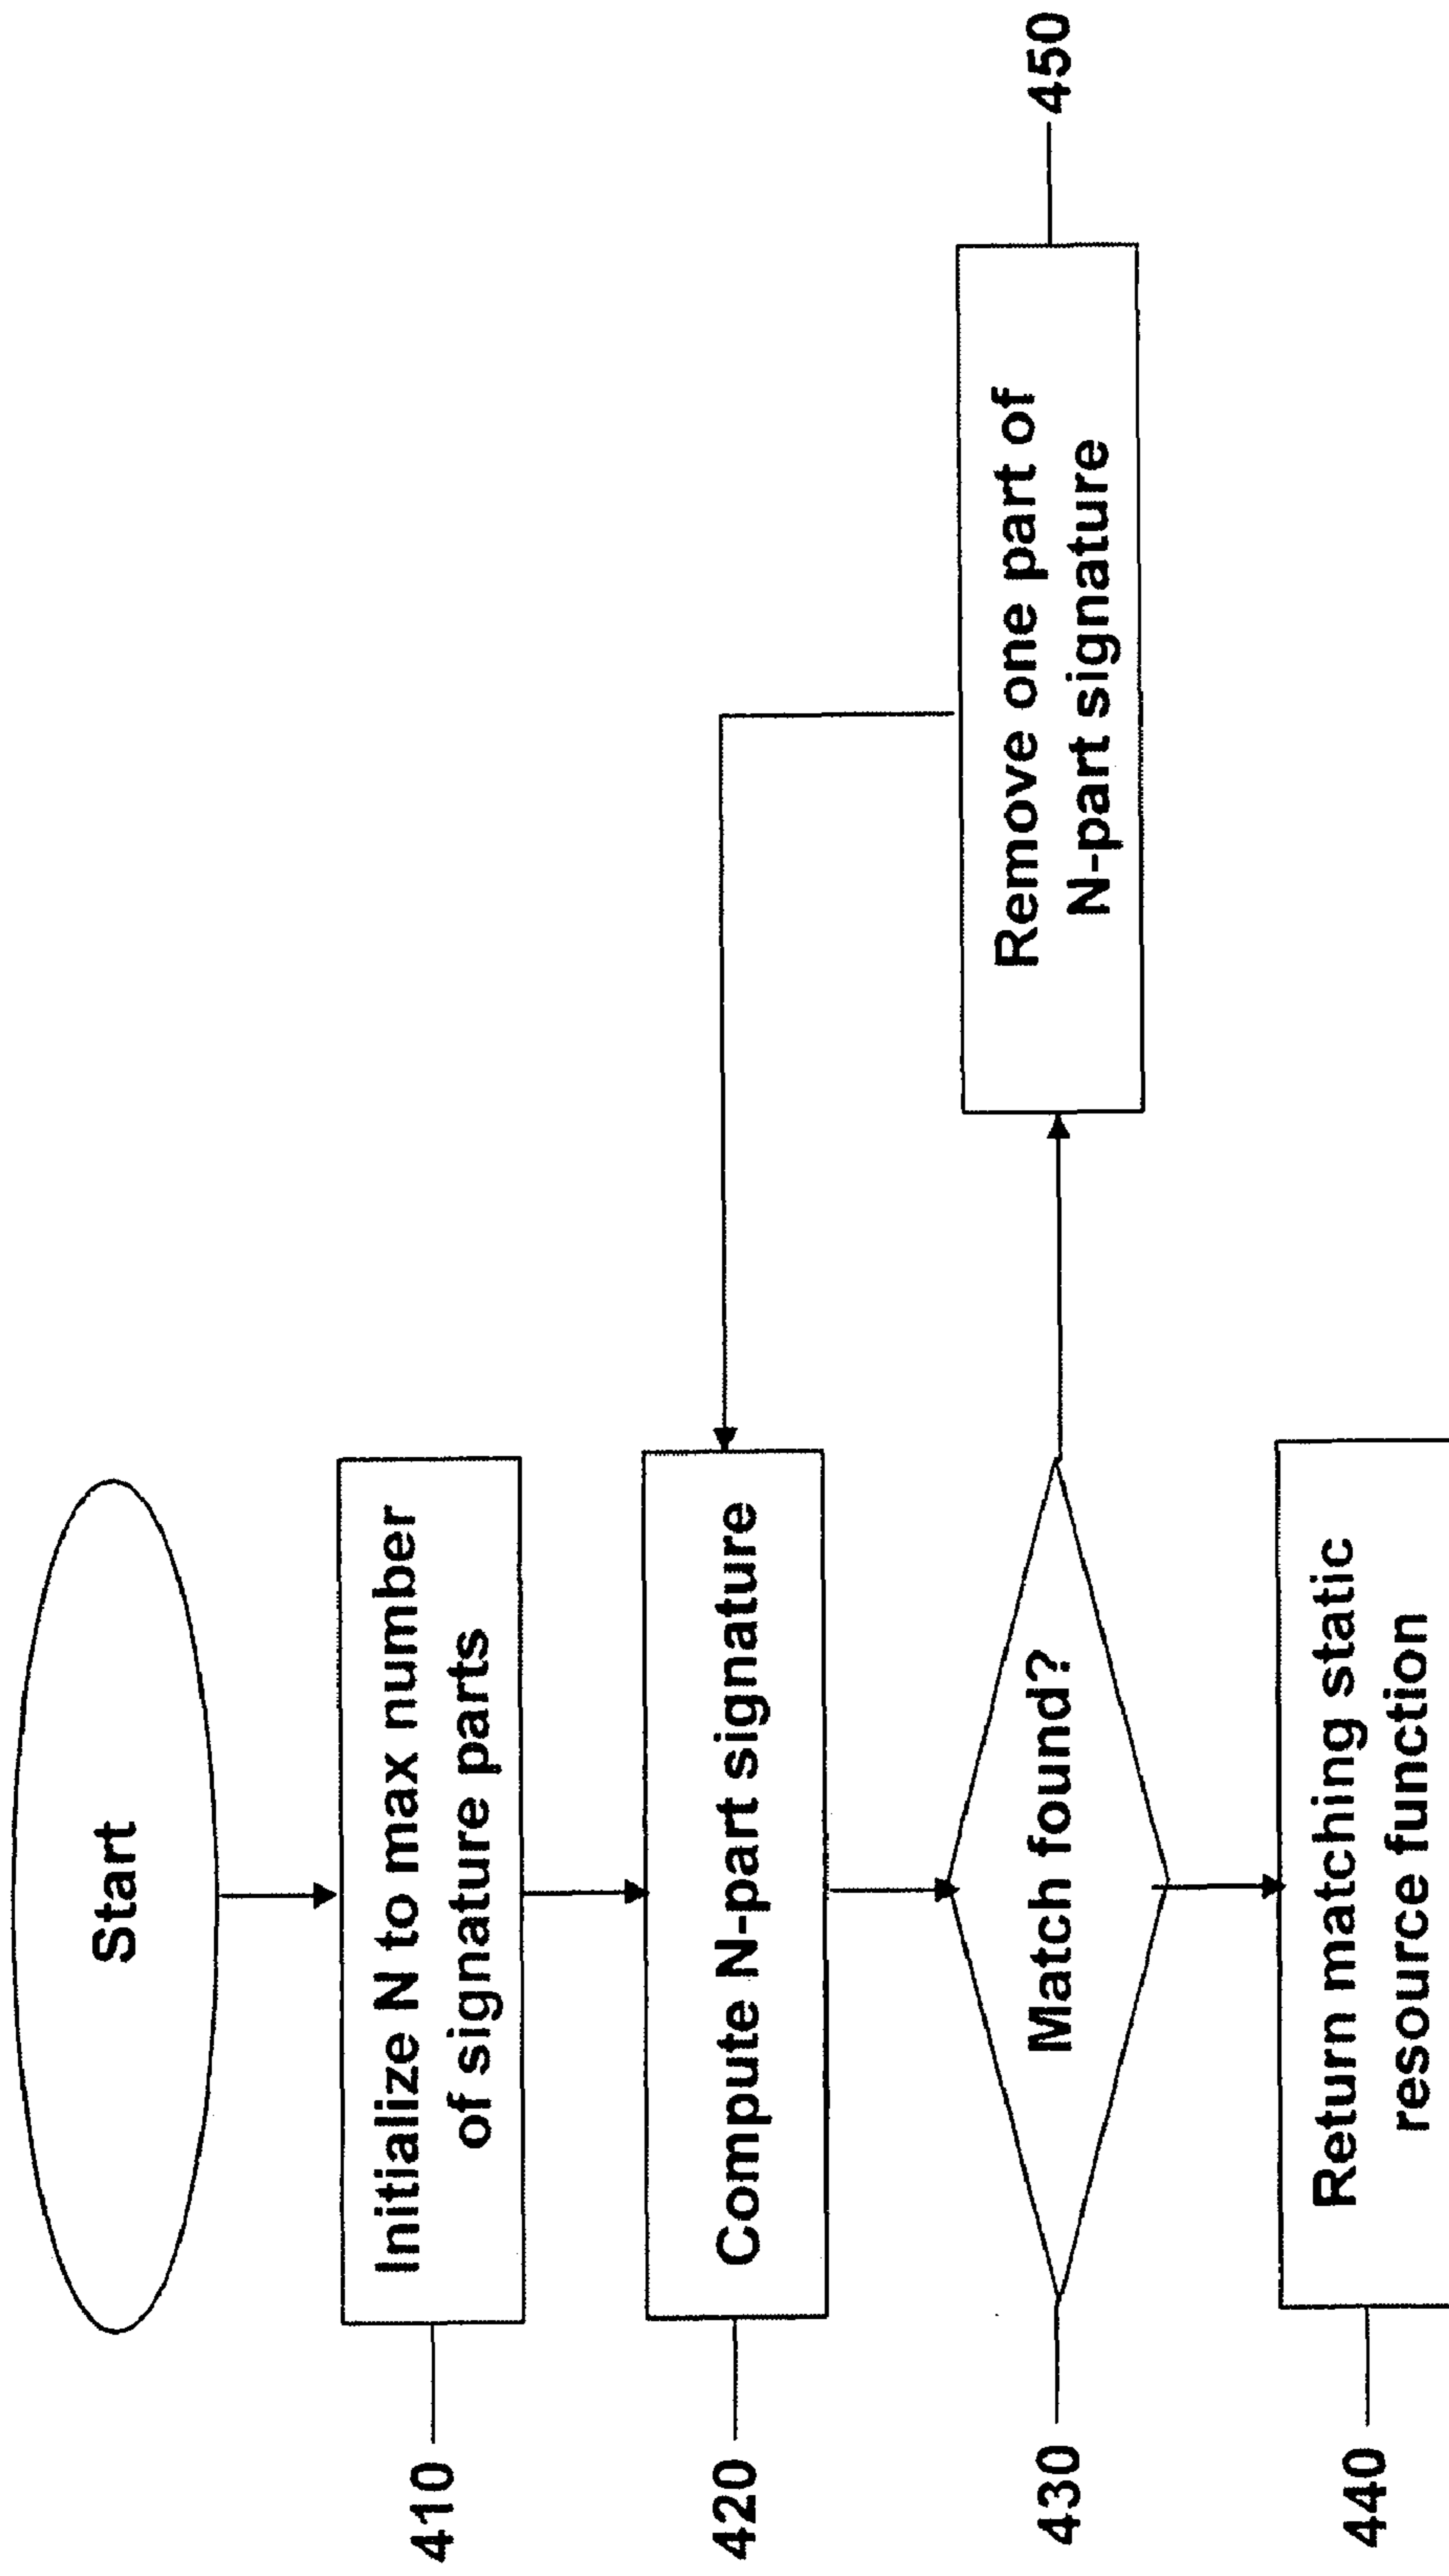 Start
410
Initialize N to max number
of signature parts
420
Compute N-part signature
430
Match found?
450
Remove one part of
N-part signature
440
Return matching static
resource function